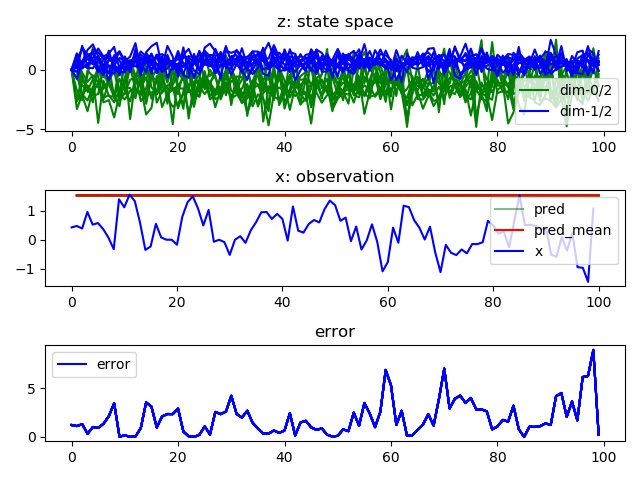 z: state space
0
−5
dim-0/2
dim-1/2
0 20 40 60 80 100
x: observation
1
0
−1
pred
pred_mean
x
0 20 40 60 80 100
error
5
0
error
0 20 40 60 80 100